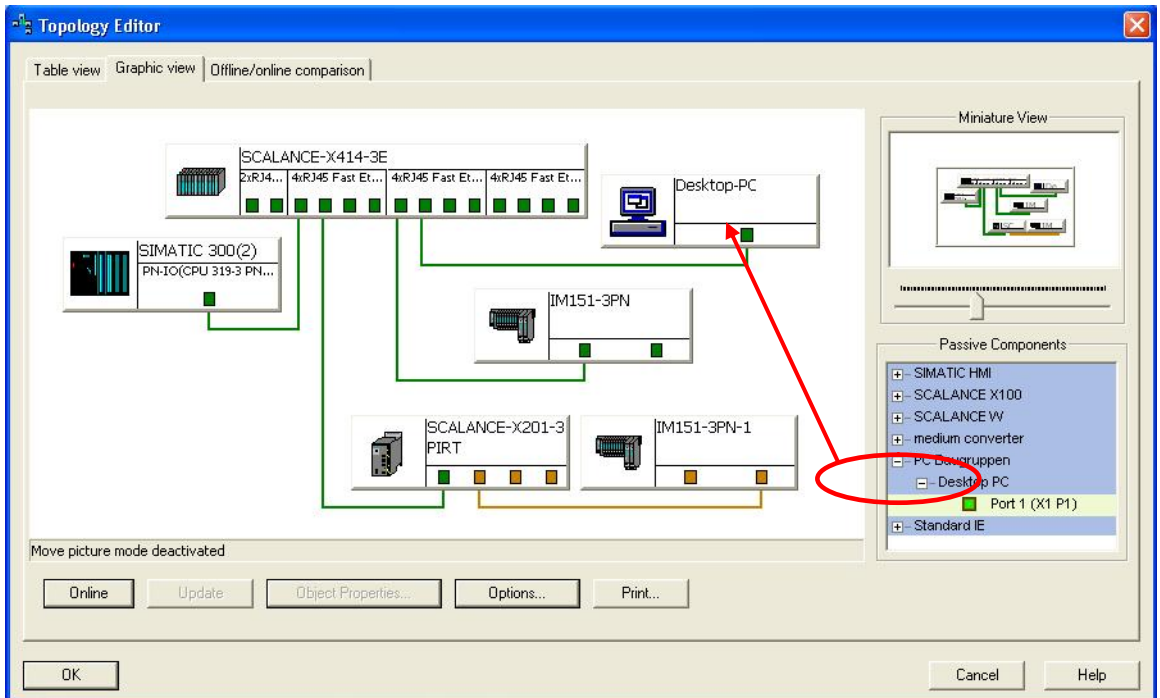 Topology Editor
Table view
Graphic view
Offline/online comparison
SCALANCE-X414-3E
2xRJ4...
4xRJ45 Fast Et...
4xRJ45 Fast Et...
4xRJ45 Fast Et...
Desktop-PC
SIMATIC 300(2)
PN-IO(CPU 319-3 PN...
IM151-3PN
SCALANCE-X201-3
PIRT
IM151-3PN-1
Move picture mode deactivated
Miniature View
Passive Components
SIMATIC HMI
SCALANCE X100
SCALANCE W
medium converter
PC Baugruppen
Desktop PC
Port 1 (X1 P1)
Standard IE
Online
Update
Object Properties...
Options...
Print...
OK
Cancel
Help